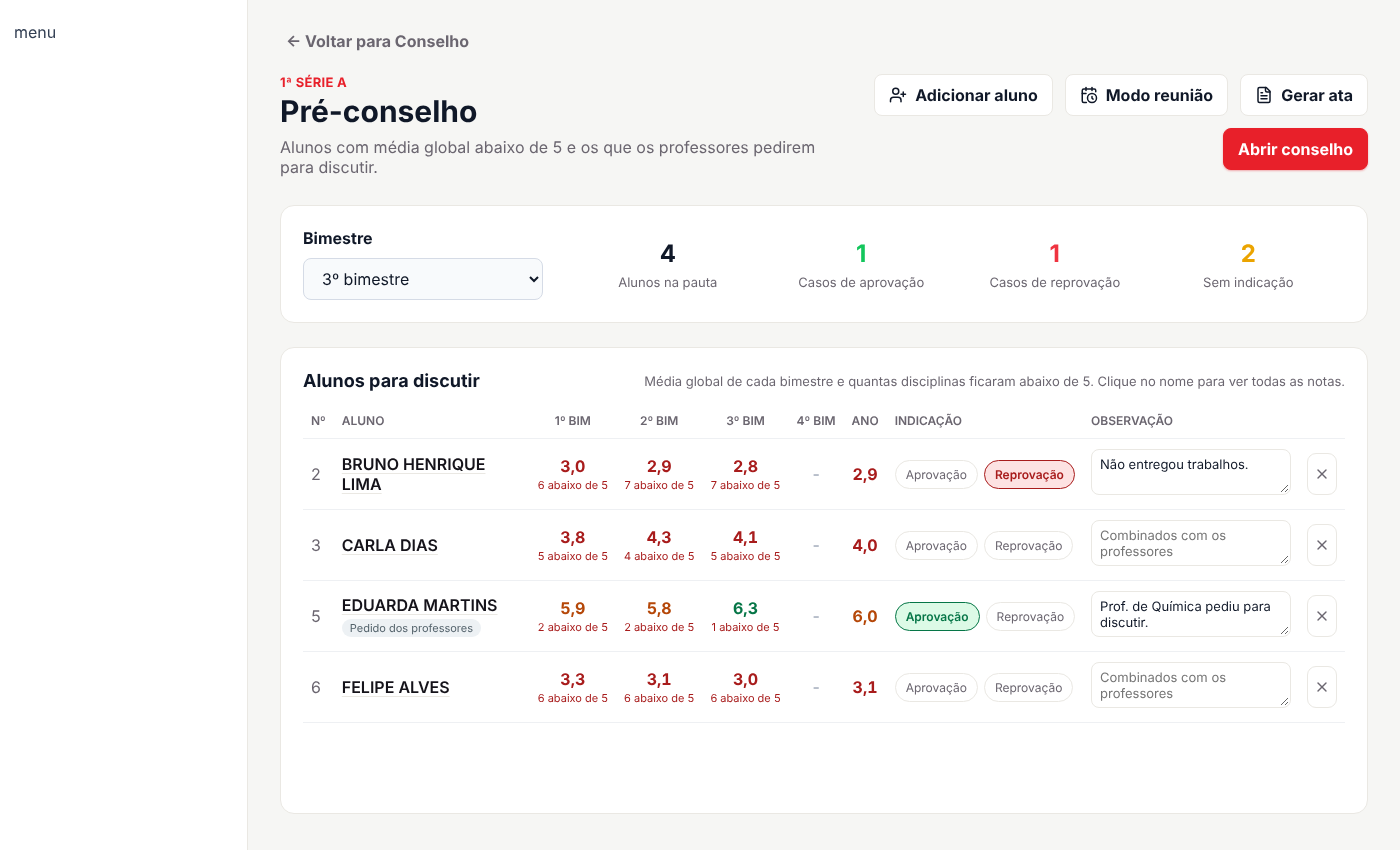 menu
← Voltar para Conselho
1ª SÉRIE A
Pré-conselho
Alunos com média global abaixo de 5 e os que os professores pedirem
para discutir.
Adicionar aluno
Modo reunião
Gerar ata
Abrir conselho
Bimestre
3º bimestre
4
Alunos na pauta
1
Casos de aprovação
1
Casos de reprovação
2
Sem indicação
Alunos para discutir
Média global de cada bimestre e quantas disciplinas ficaram abaixo de 5. Clique no nome para ver todas as notas.
Nº ALUNO 1º BIM 2º BIM 3º BIM 4º BIM ANO INDICAÇÃO OBSERVAÇÃO
2 BRUNO HENRIQUE LIMA 3,0 2,9 2,8 - 2,9 Aprovação Reprovação Não entregou trabalhos.
6 abaixo de 5 7 abaixo de 5 7 abaixo de 5
3 CARLA DIAS 3,8 4,3 4,1 - 4,0 Aprovação Reprovação Combinados com os professores
5 abaixo de 5 4 abaixo de 5 5 abaixo de 5
5 EDUARDA MARTINS 5,9 5,8 6,3 - 6,0 Aprovação Reprovação Prof. de Química pediu para discutir.
Pedido dos professores 2 abaixo de 5 2 abaixo de 5 1 abaixo de 5
6 FELIPE ALVES 3,3 3,1 3,0 - 3,1 Aprovação Reprovação Combinados com os professores
6 abaixo de 5 6 abaixo de 5 6 abaixo de 5